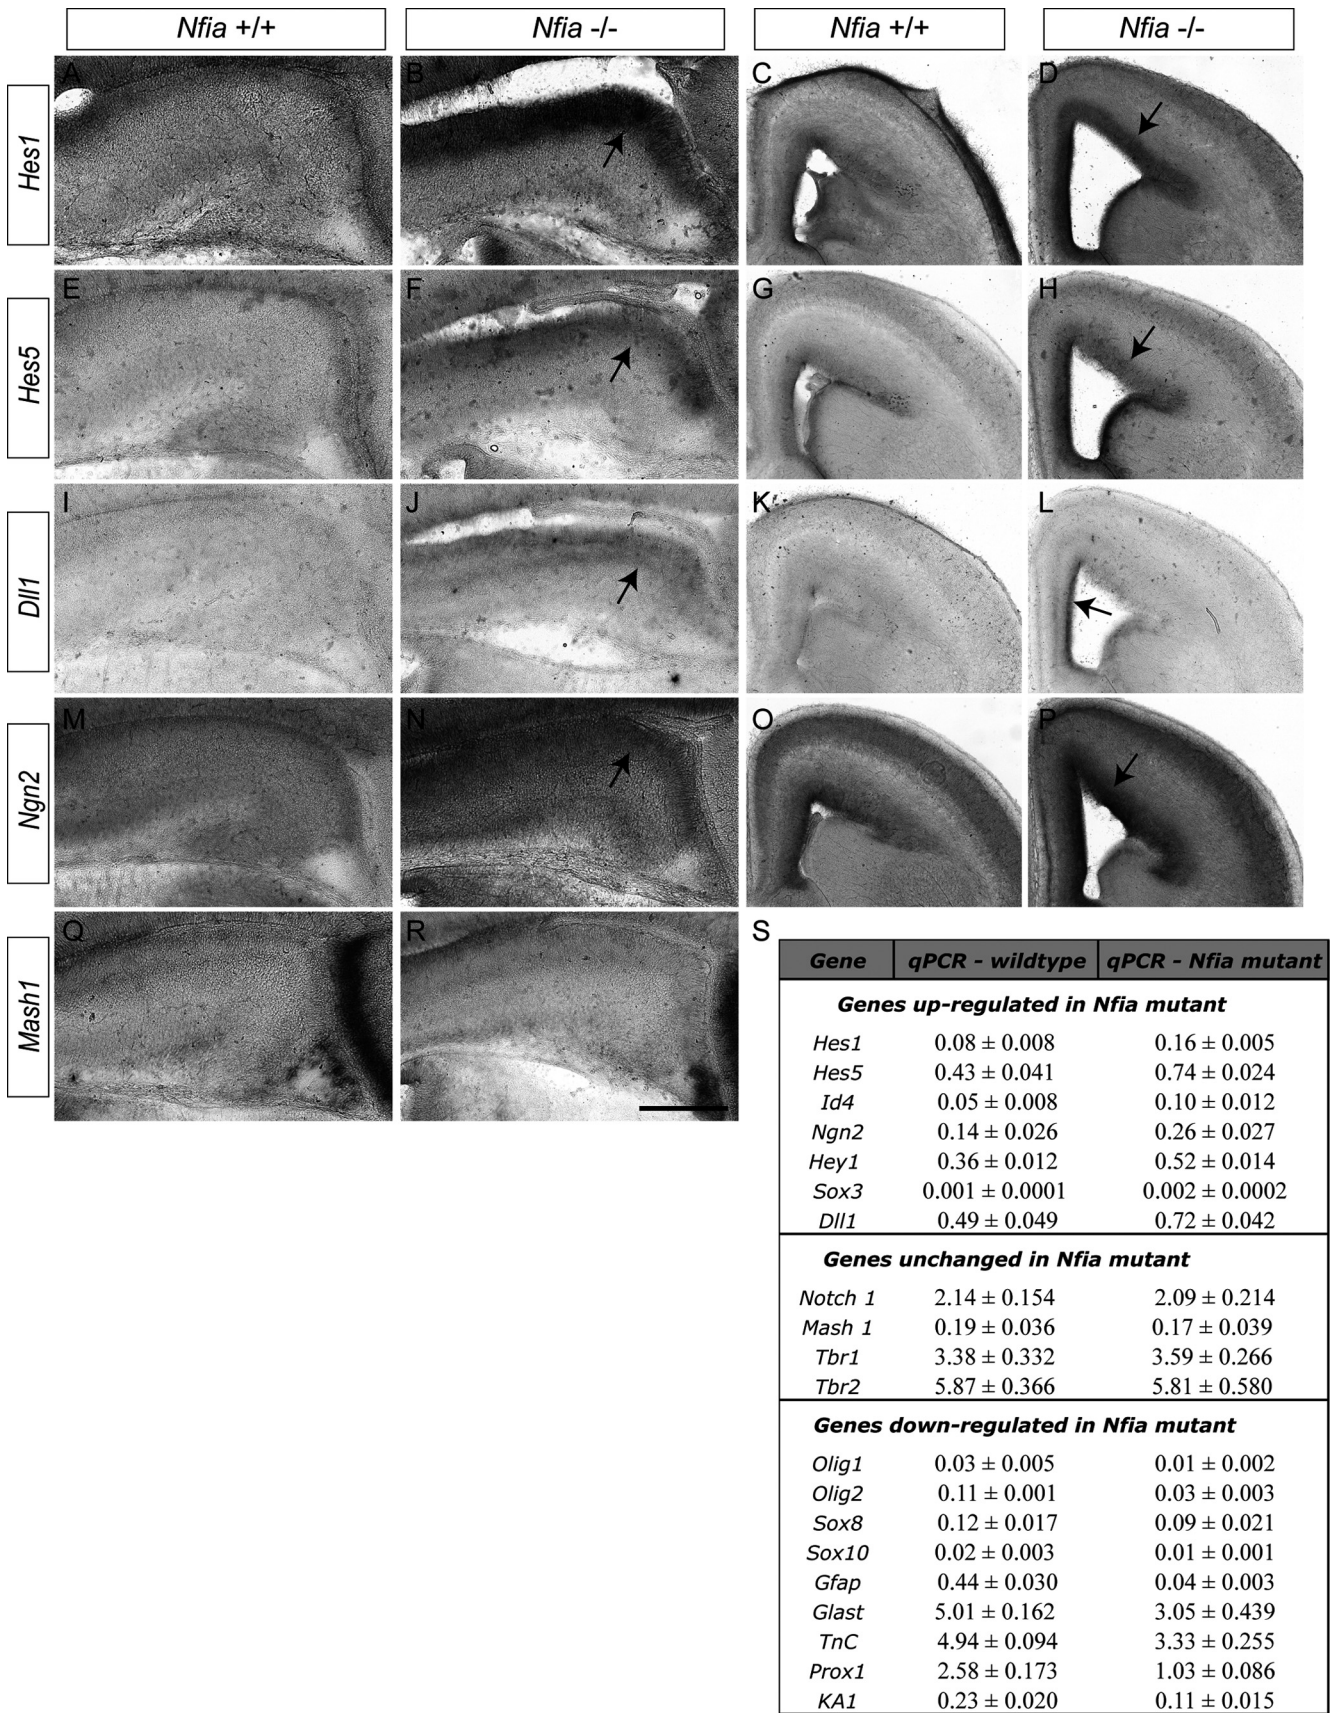 Nfia +/+ Nfia -/- Nfia +/+ Nfia -/-
Hes1
A B C D
Hes5
E F G H
Dll1
I J K L
Ngn2
M N O P
Mash1
Q R S
Gene qPCR - wildtype qPCR - Nfia mutant
Genes up-regulated in Nfia mutant
Hes1 0.08 ± 0.008 0.16 ± 0.005
Hes5 0.43 ± 0.041 0.74 ± 0.024
Id4 0.05 ± 0.008 0.10 ± 0.012
Ngn2 0.14 ± 0.026 0.26 ± 0.027
Hey1 0.36 ± 0.012 0.52 ± 0.014
Sox3 0.001 ± 0.0001 0.002 ± 0.0002
Dll1 0.49 ± 0.049 0.72 ± 0.042
Genes unchanged in Nfia mutant
Notch 1 2.14 ± 0.154 2.09 ± 0.214
Mash 1 0.19 ± 0.036 0.17 ± 0.039
Tbr1 3.38 ± 0.332 3.59 ± 0.266
Tbr2 5.87 ± 0.366 5.81 ± 0.580
Genes down-regulated in Nfia mutant
Olig1 0.03 ± 0.005 0.01 ± 0.002
Olig2 0.11 ± 0.001 0.03 ± 0.003
Sox8 0.12 ± 0.017 0.09 ± 0.021
Sox10 0.02 ± 0.003 0.01 ± 0.001
Gfap 0.44 ± 0.030 0.04 ± 0.003
Glast 5.01 ± 0.162 3.05 ± 0.439
TnC 4.94 ± 0.094 3.33 ± 0.255
Prox1 2.58 ± 0.173 1.03 ± 0.086
KA1 0.23 ± 0.020 0.11 ± 0.015